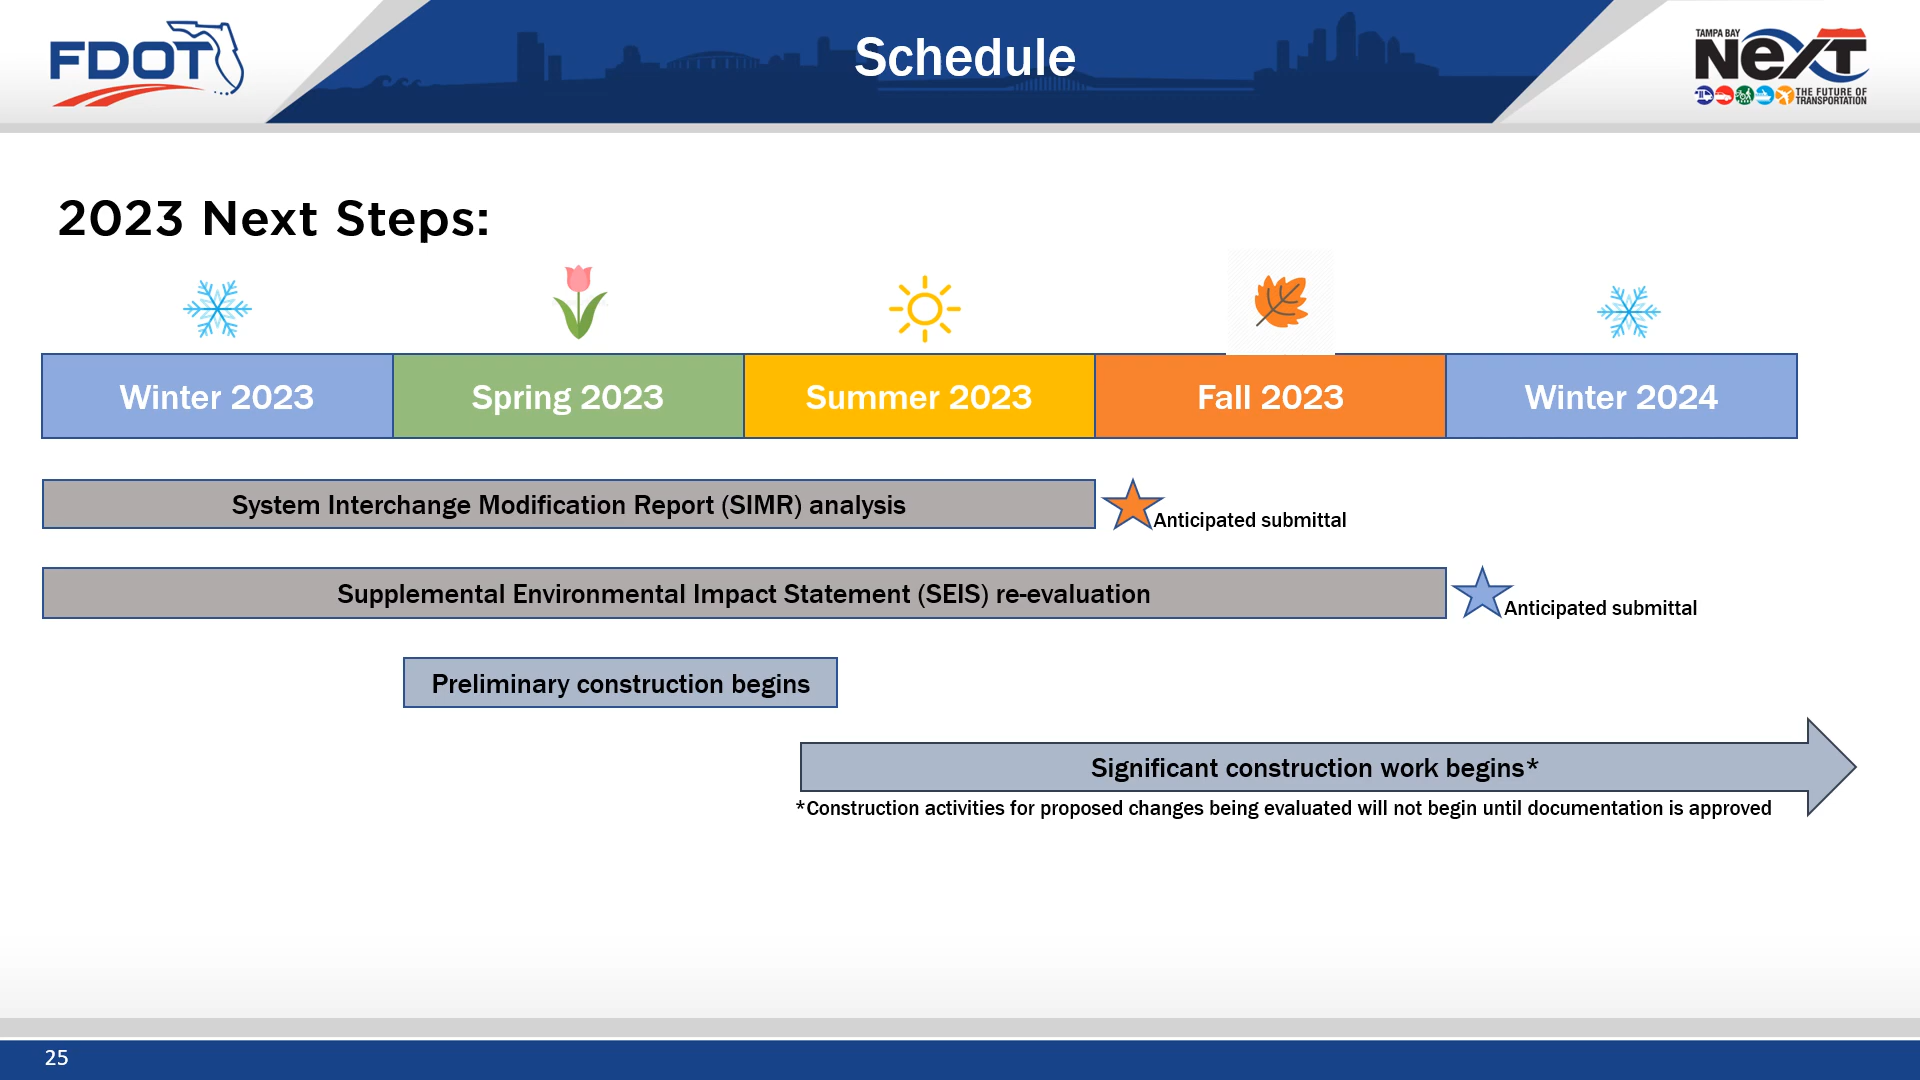 FDOT
Schedule
TAMPA BAY
NeXT
THE FUTURE OF
TRANSPORTATION
2023 Next Steps:
Winter 2023
Spring 2023
Summer 2023
Fall 2023
Winter 2024
System Interchange Modification Report (SIMR) analysis
Anticipated submittal
Supplemental Environmental Impact Statement (SEIS) re-evaluation
Anticipated submittal
Preliminary construction begins
Significant construction work begins*
*Construction activities for proposed changes being evaluated will not begin until documentation is approved
25